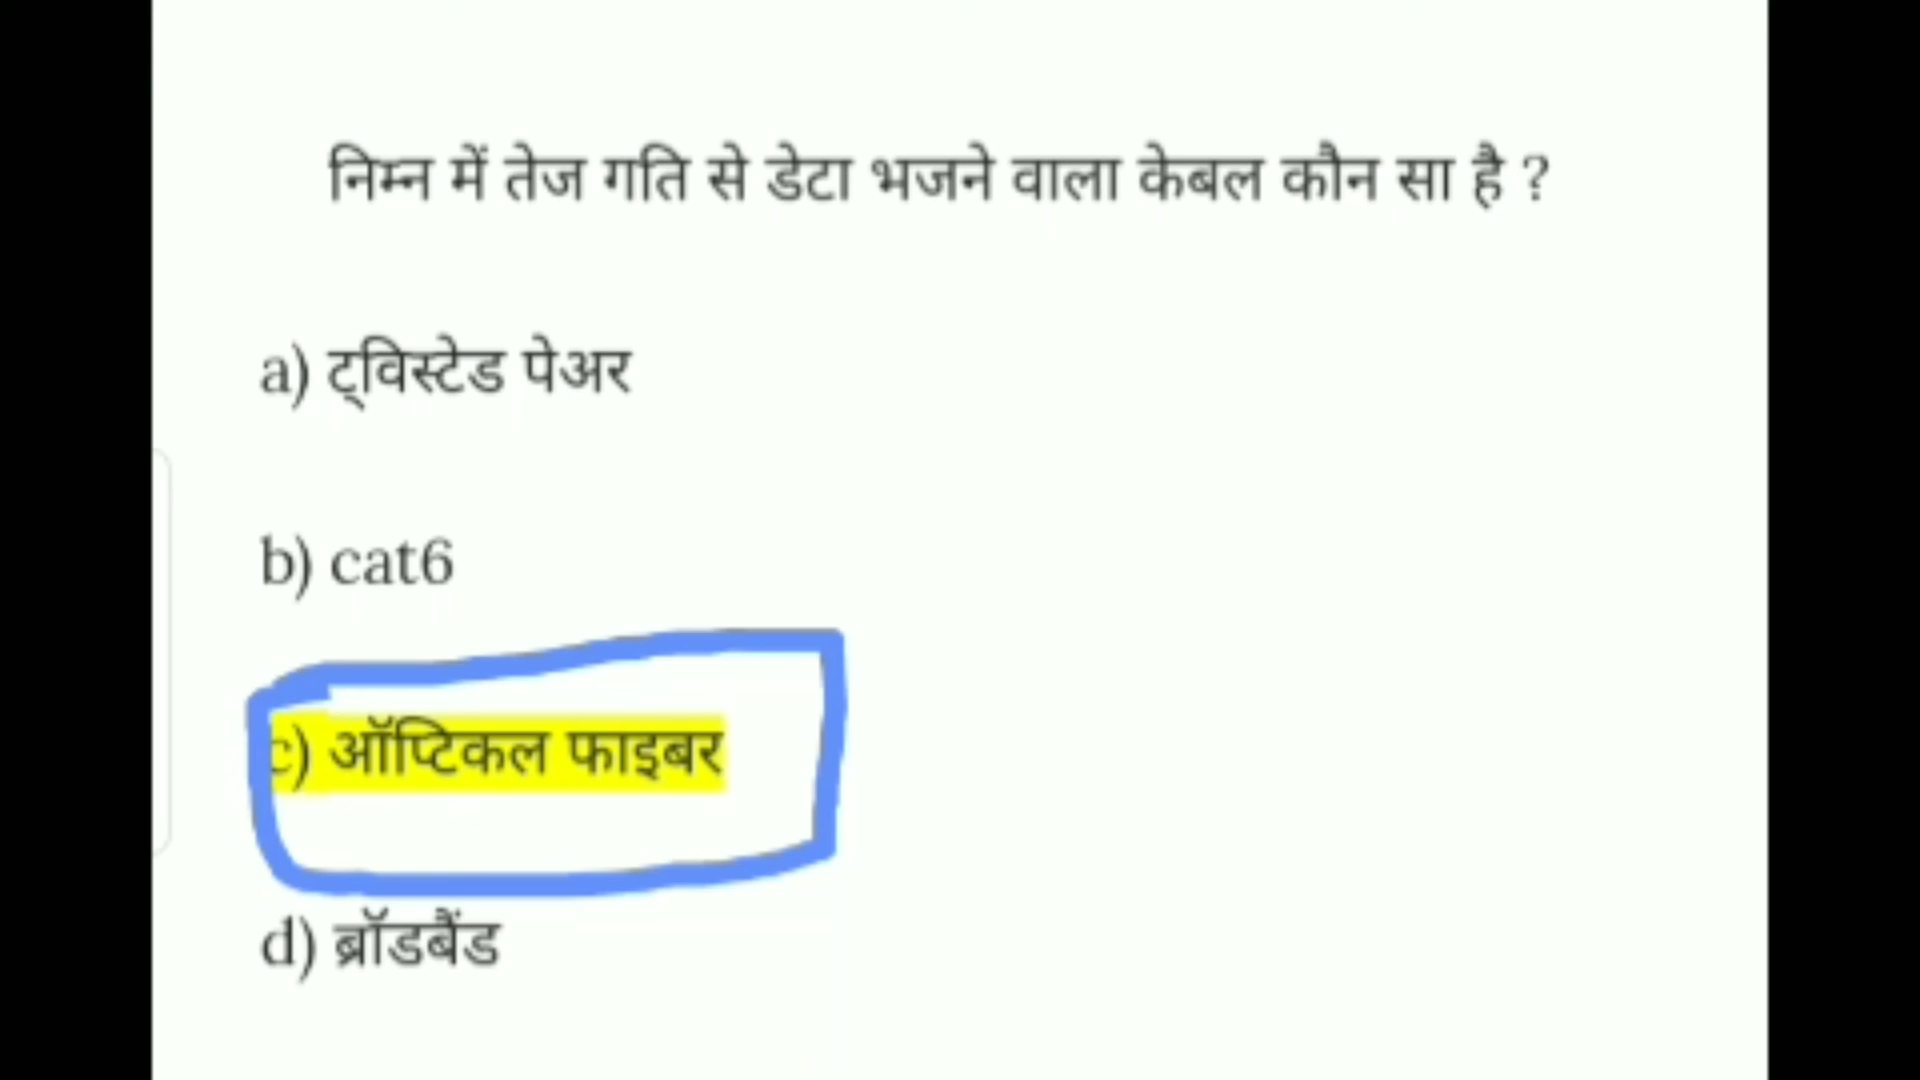 निम्न में तेज गति से डेटा भजने वाला केबल कौन सा है ?
a) ट्विस्टेड पेअर
b) cat6
c) ऑप्टिकल फाइबर
d) ब्रॉडबैंड